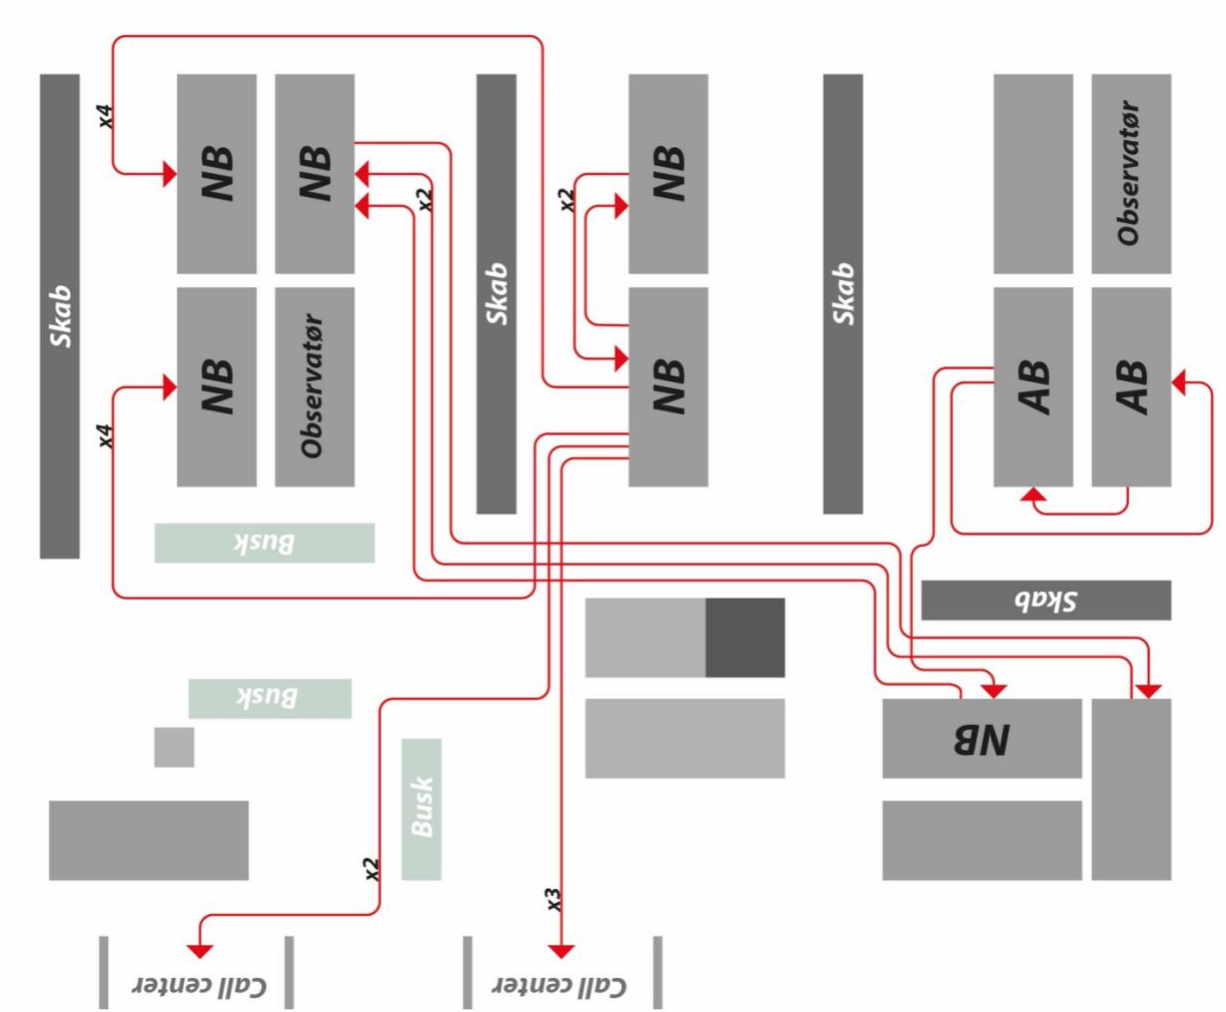 x4
NB
NB
Skab
x4
NB
Observatør
Busk
Skab
x2
x2
NB
NB
Skab
Observatør
AB
AB
Skab
Busk
Busk
NB
x2
x3
Call center
Call center